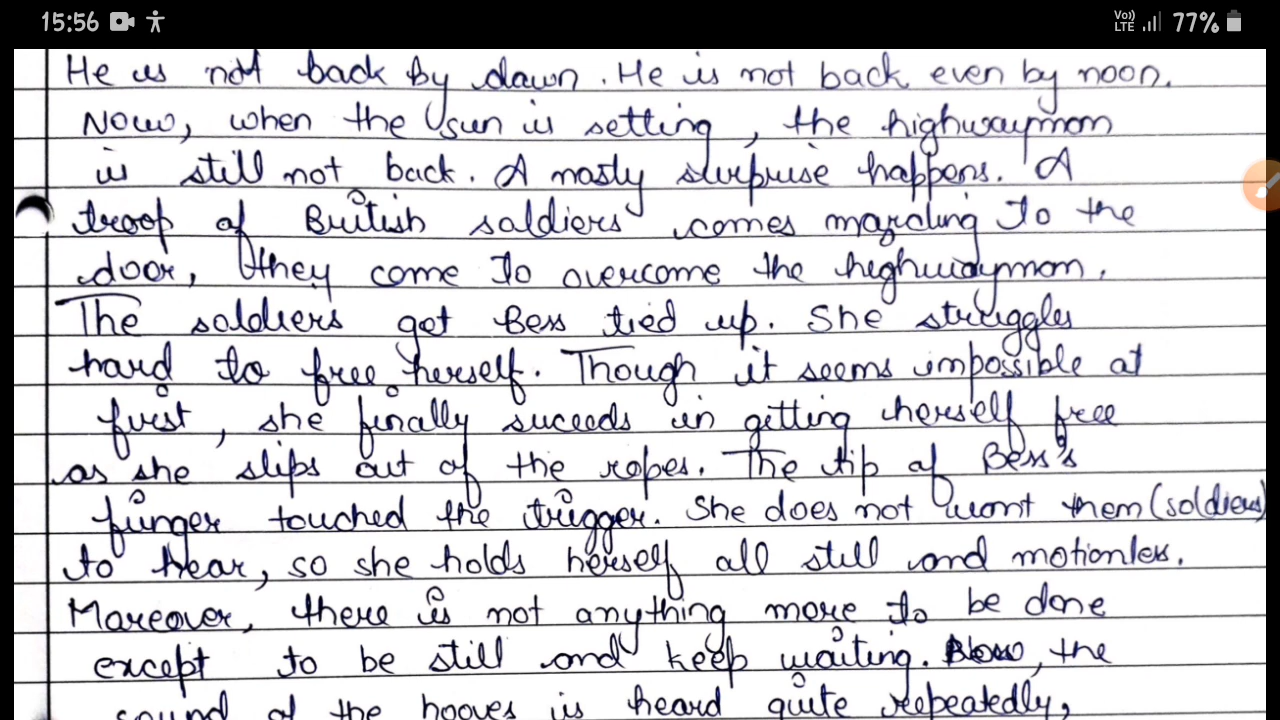 15:56
Vo))
LTE
77%
He is not back by dawn. He is not back even by noon.
Now, when the sun is setting, the highwayman
is still not back. A nasty surprise happens. A
troop of British soldiers comes marching to the
door, they come to overcome the highwayman.
The soldiers get Bess tied up. She struggles
hard to free herself. Though it seems impossible at
first, she finally suceeds in getting herself free
as she slips out of the ropes. The tip of Bess's
finger touched the trigger. She does not want them (soldiers)
to hear, so she holds herself all still and motionless.
Moreover, there is not anything more to be done
except to be still and keep waiting. Now, the
sound of the hooves is heard quite repeatedly,